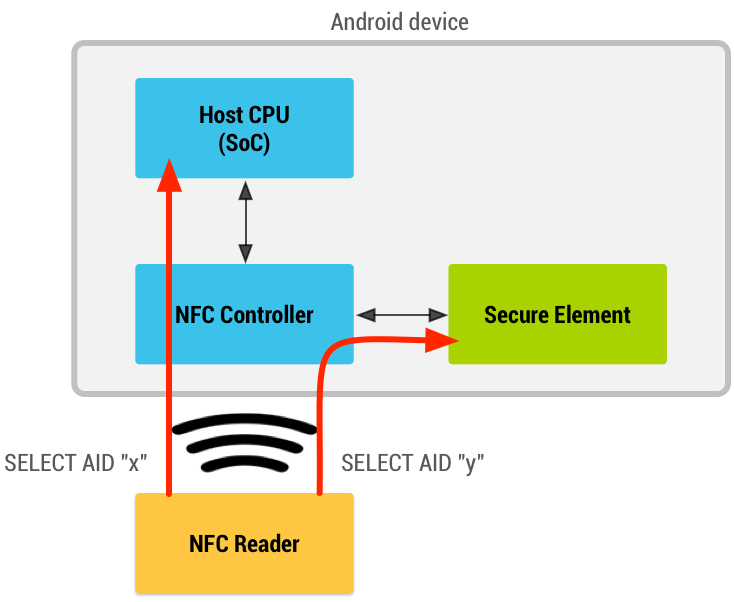 Android device
Host CPU
(SoC)
NFC Controller
Secure Element
SELECT AID "x"
SELECT AID "y"
NFC Reader